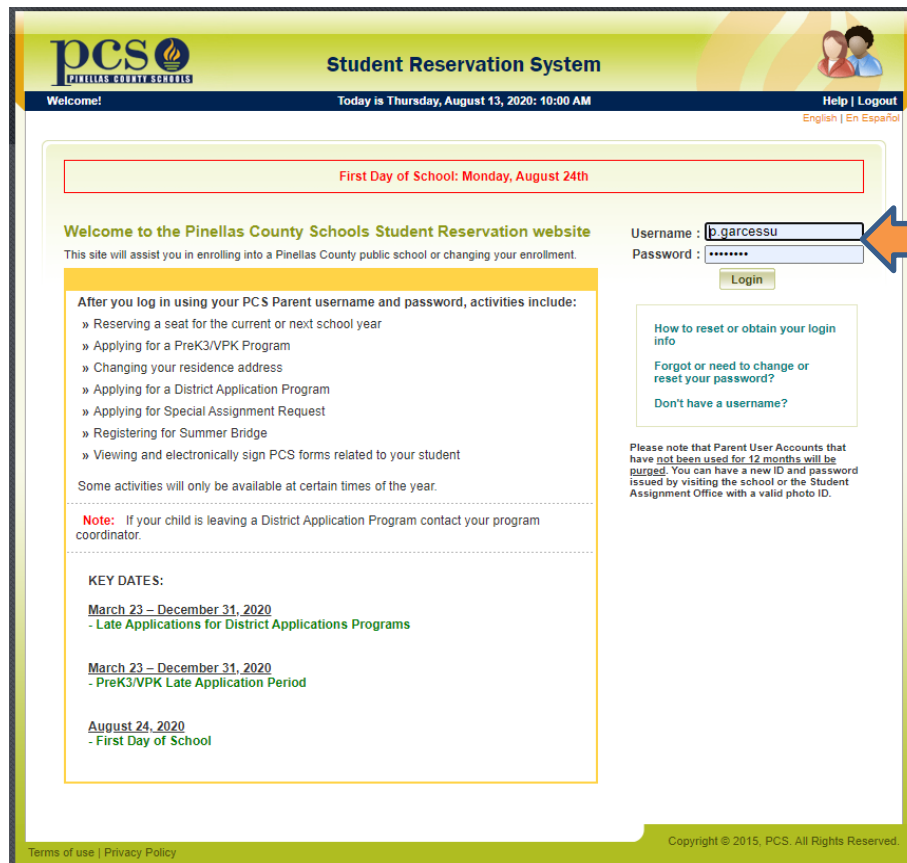 pcs
PINELLAS COUNTY SCHOOLS
Student Reservation System
Welcome!
Today is Thursday, August 13, 2020: 10:00 AM
Help | Logout
English | En Español
First Day of School: Monday, August 24th
Welcome to the Pinellas County Schools Student Reservation website
This site will assist you in enrolling into a Pinellas County public school or changing your enrollment.
After you log in using your PCS Parent username and password, activities include:
» Reserving a seat for the current or next school year
» Applying for a PreK3/VPK Program
» Changing your residence address
» Applying for a District Application Program
» Applying for Special Assignment Request
» Registering for Summer Bridge
» Viewing and electronically sign PCS forms related to your student
Some activities will only be available at certain times of the year.
Note: If your child is leaving a District Application Program contact your program
coordinator.
KEY DATES:
March 23 – December 31, 2020
- Late Applications for District Applications Programs
March 23 – December 31, 2020
- PreK3/VPK Late Application Period
August 24, 2020
- First Day of School
Username : p.garcessu
Password : ••••••••
Login
How to reset or obtain your login
info
Forgot or need to change or
reset your password?
Don't have a username?
Please note that Parent User Accounts that
have not been used for 12 months will be
purged. You can have a new ID and password
issued by visiting the school or the Student
Assignment Office with a valid photo ID.
Terms of use | Privacy Policy
Copyright © 2015, PCS. All Rights Reserved.